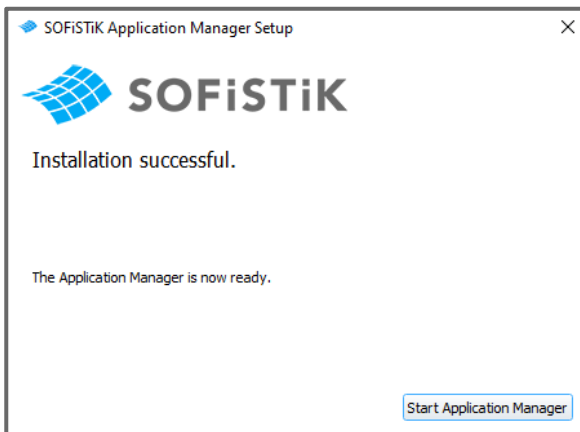 SOFiSTiK Application Manager Setup
SOFiSTiK
Installation successful.
The Application Manager is now ready.
Start Application Manager